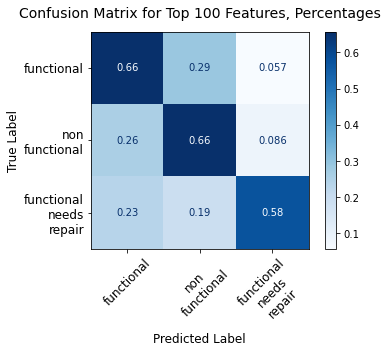 Confusion Matrix for Top 100 Features, Percentages
functional
0.66
0.29
0.057
non
functional
0.26
0.66
0.086
functional
needs
repair
0.23
0.19
0.58
True Label
functional
non
functional
functional
needs
repair
Predicted Label
0.6
0.5
0.4
0.3
0.2
0.1